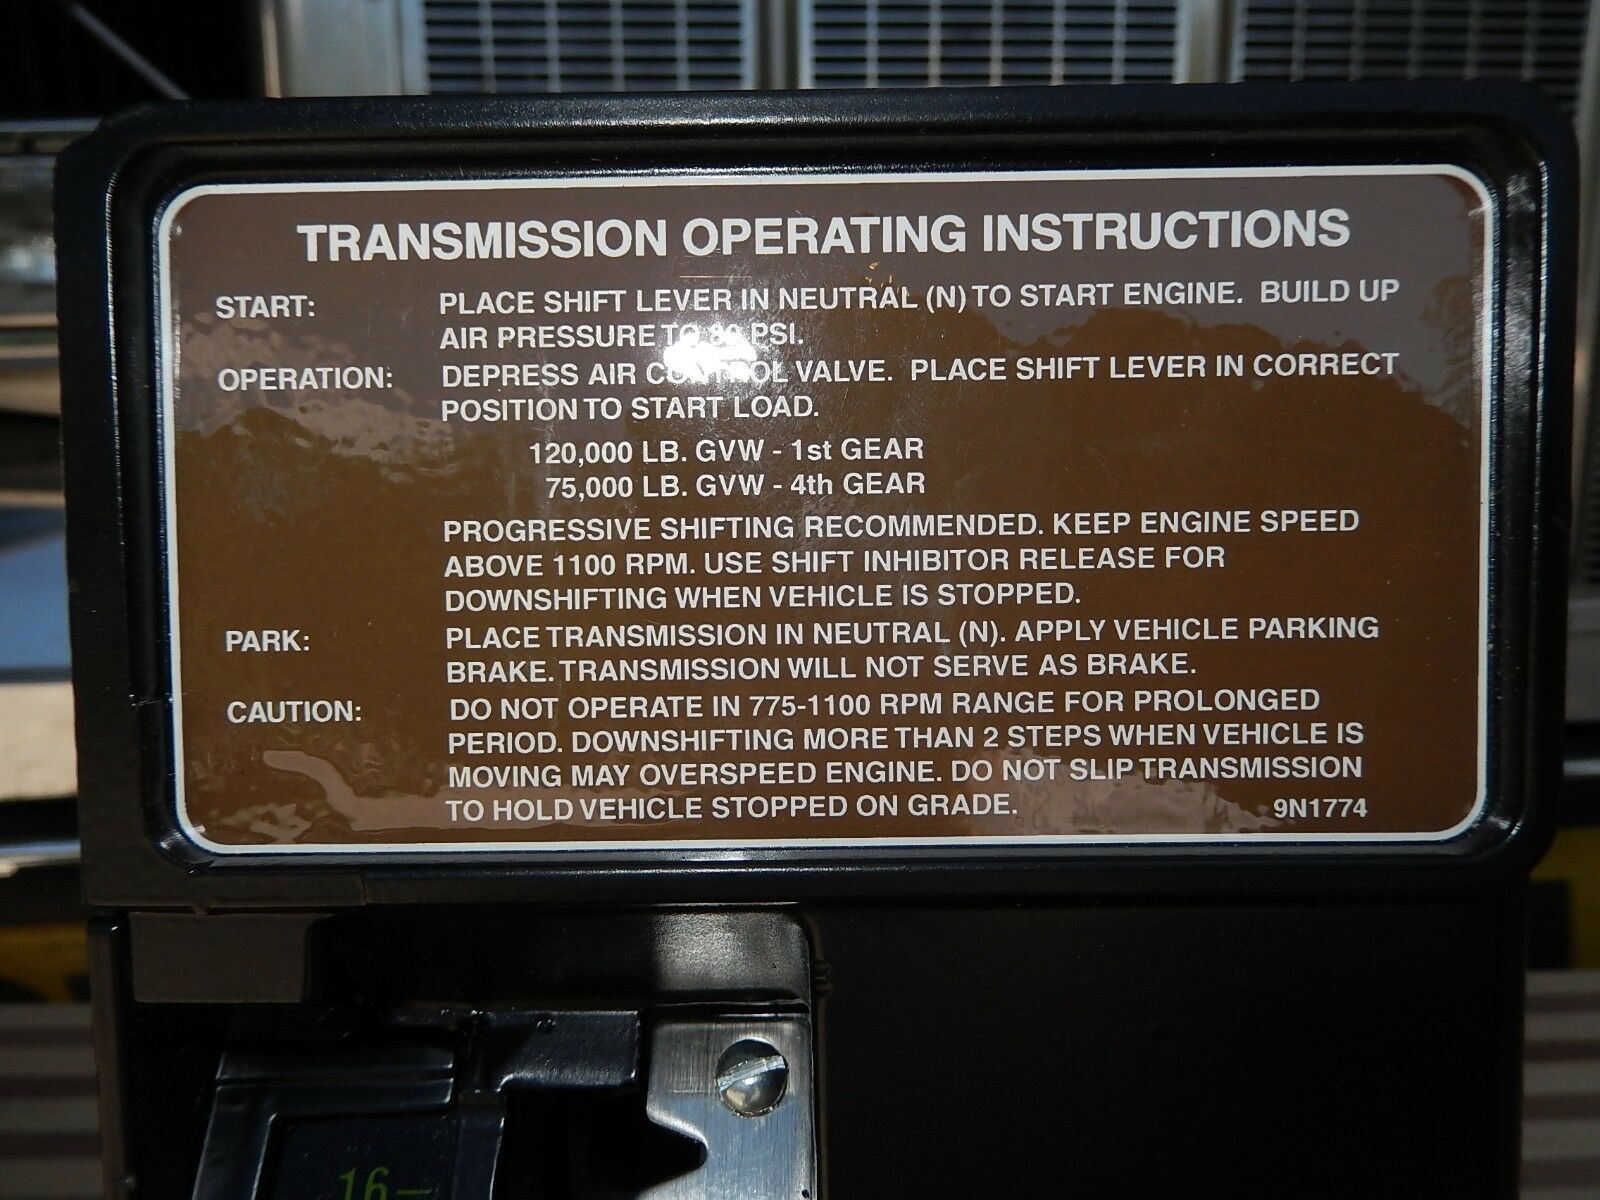 TRANSMISSION OPERATING INSTRUCTIONS
START: PLACE SHIFT LEVER IN NEUTRAL (N) TO START ENGINE. BUILD UP
AIR PRESSURE TO 80 PSI.
OPERATION: DEPRESS AIR CONTROL VALVE. PLACE SHIFT LEVER IN CORRECT
POSITION TO START LOAD.
120,000 LB. GVW - 1st GEAR
75,000 LB. GVW - 4th GEAR
PROGRESSIVE SHIFTING RECOMMENDED. KEEP ENGINE SPEED
ABOVE 1100 RPM. USE SHIFT INHIBITOR RELEASE FOR
DOWNSHIFTING WHEN VEHICLE IS STOPPED.
PARK: PLACE TRANSMISSION IN NEUTRAL (N). APPLY VEHICLE PARKING
BRAKE. TRANSMISSION WILL NOT SERVE AS BRAKE.
CAUTION: DO NOT OPERATE IN 775-1100 RPM RANGE FOR PROLONGED
PERIOD. DOWNSHIFTING MORE THAN 2 STEPS WHEN VEHICLE IS
MOVING MAY OVERSPEED ENGINE. DO NOT SLIP TRANSMISSION
TO HOLD VEHICLE STOPPED ON GRADE. 9N1774
16–